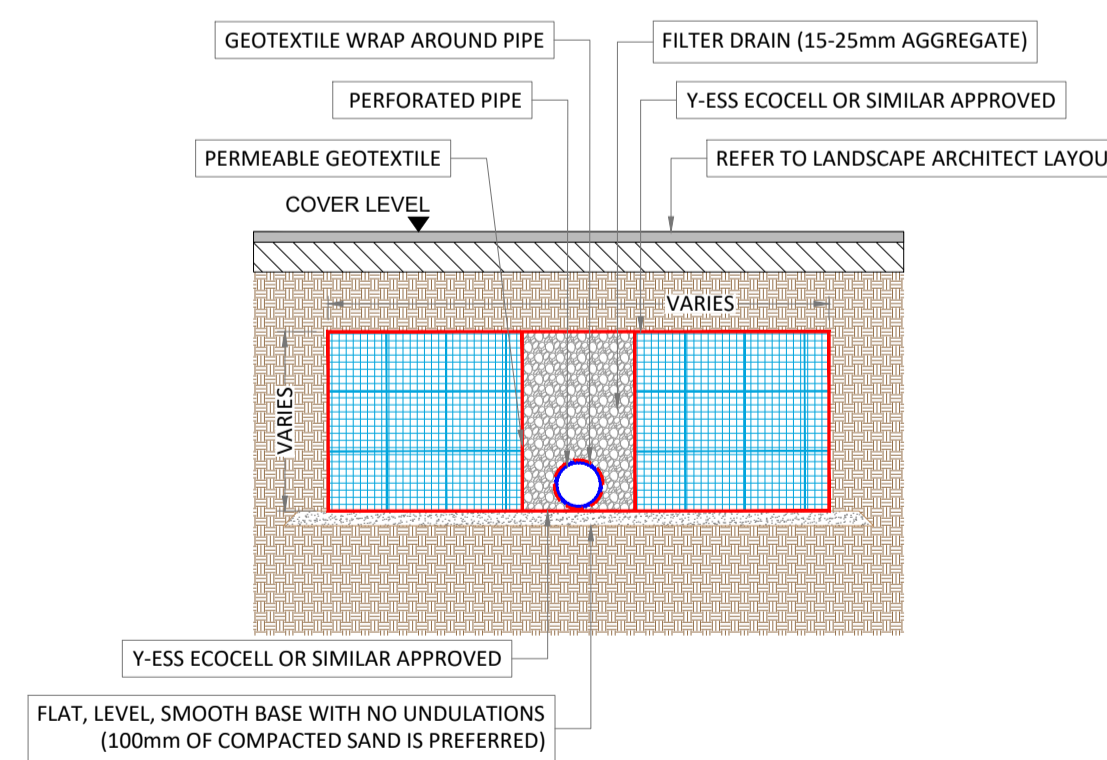 GEOTEXTILE WRAP AROUND PIPE
FILTER DRAIN (15-25mm AGGREGATE)
PERFORATED PIPE
Y-ESS ECOCELL OR SIMILAR APPROVED
PERMEABLE GEOTEXTILE
REFER TO LANDSCAPE ARCHITECT LAYOU
COVER LEVEL
VARIES
VARIES
Y-ESS ECOCELL OR SIMILAR APPROVED
FLAT, LEVEL, SMOOTH BASE WITH NO UNDULATIONS
(100mm OF COMPACTED SAND IS PREFERRED)